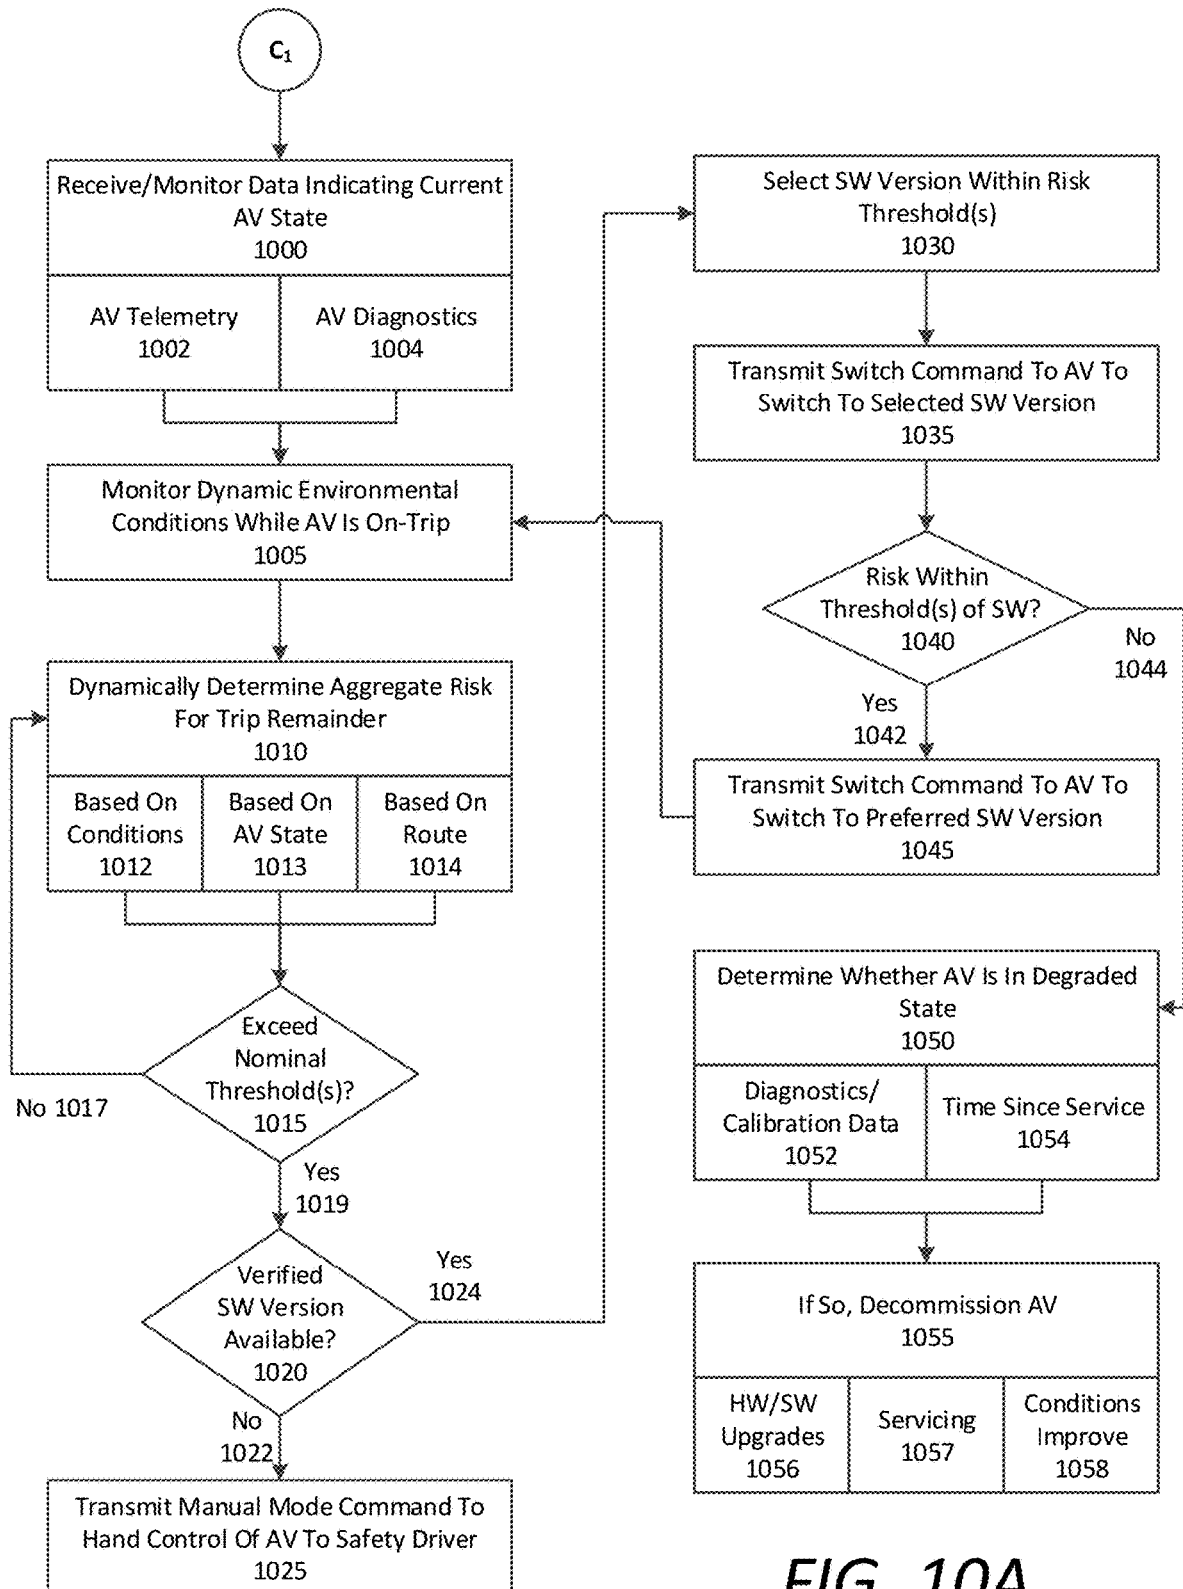 C1
Receive/Monitor Data Indicating Current
AV State
1000
AV Telemetry
1002
AV Diagnostics
1004
Monitor Dynamic Environmental
Conditions While AV Is On-Trip
1005
Dynamically Determine Aggregate Risk
For Trip Remainder
1010
Based On
Conditions
1012
Based On
AV State
1013
Based On
Route
1014
Exceed
Nominal
Threshold(s)?
1015
No 1017
Yes
1019
Verified
SW Version
Available?
1020
Yes
1024
No
1022
Transmit Manual Mode Command To
Hand Control Of AV To Safety Driver
1025
Select SW Version Within Risk
Threshold(s)
1030
Transmit Switch Command To AV To
Switch To Selected SW Version
1035
Risk Within
Threshold(s) of SW?
1040
No
1044
Yes
1042
Transmit Switch Command To AV To
Switch To Preferred SW Version
1045
Determine Whether AV Is In Degraded
State
1050
Diagnostics/
Calibration Data
1052
Time Since Service
1054
If So, Decommission AV
1055
HW/SW
Upgrades
1056
Servicing
1057
Conditions
Improve
1058
FIG. 10A